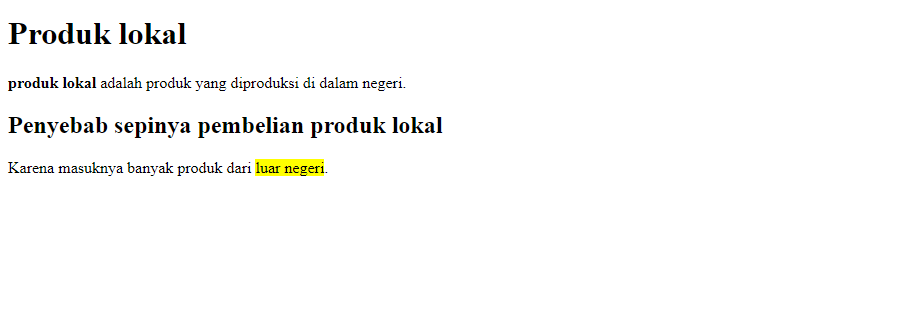 Produk lokal
produk lokal adalah produk yang diproduksi di dalam negeri.
Penyebab sepinya pembelian produk lokal
Karena masuknya banyak produk dari luar negeri.